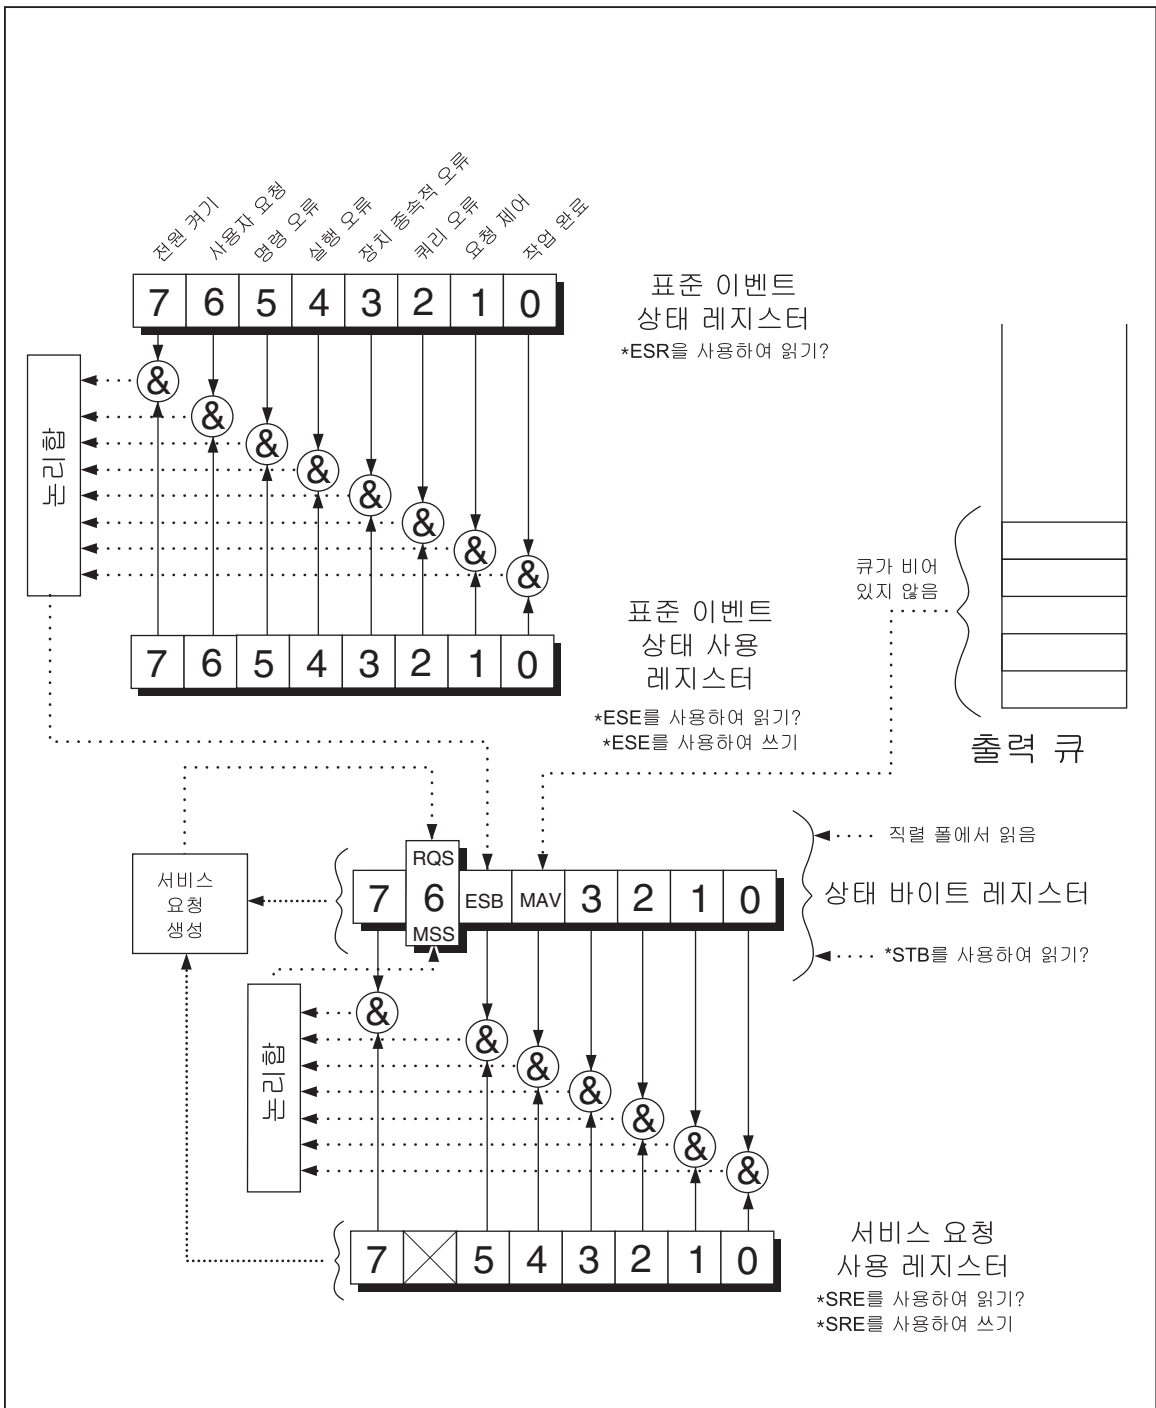 전원 켜기
사용자 요청
명령 오류
실행 오류
장치 종속적 오류
쿼리 오류
요청 제어
작업 완료
7 6 5 4 3 2 1 0
표준 이벤트
상태 레지스터
*ESR을 사용하여 읽기?
& & & & & & & &
논리합
7 6 5 4 3 2 1 0
표준 이벤트
상태 사용
레지스터
*ESE를 사용하여 읽기?
*ESE를 사용하여 쓰기
큐가 비어
있지 않음
출력 큐
서비스
요청
생성
RQS
7 6 ESB MAV 3 2 1 0
MSS
직렬 폴에서 읽음
상태 바이트 레지스터
*STB를 사용하여 읽기?
& & & & & & &
논리합
7 5 4 3 2 1 0
서비스 요청
사용 레지스터
*SRE를 사용하여 읽기?
*SRE를 사용하여 쓰기